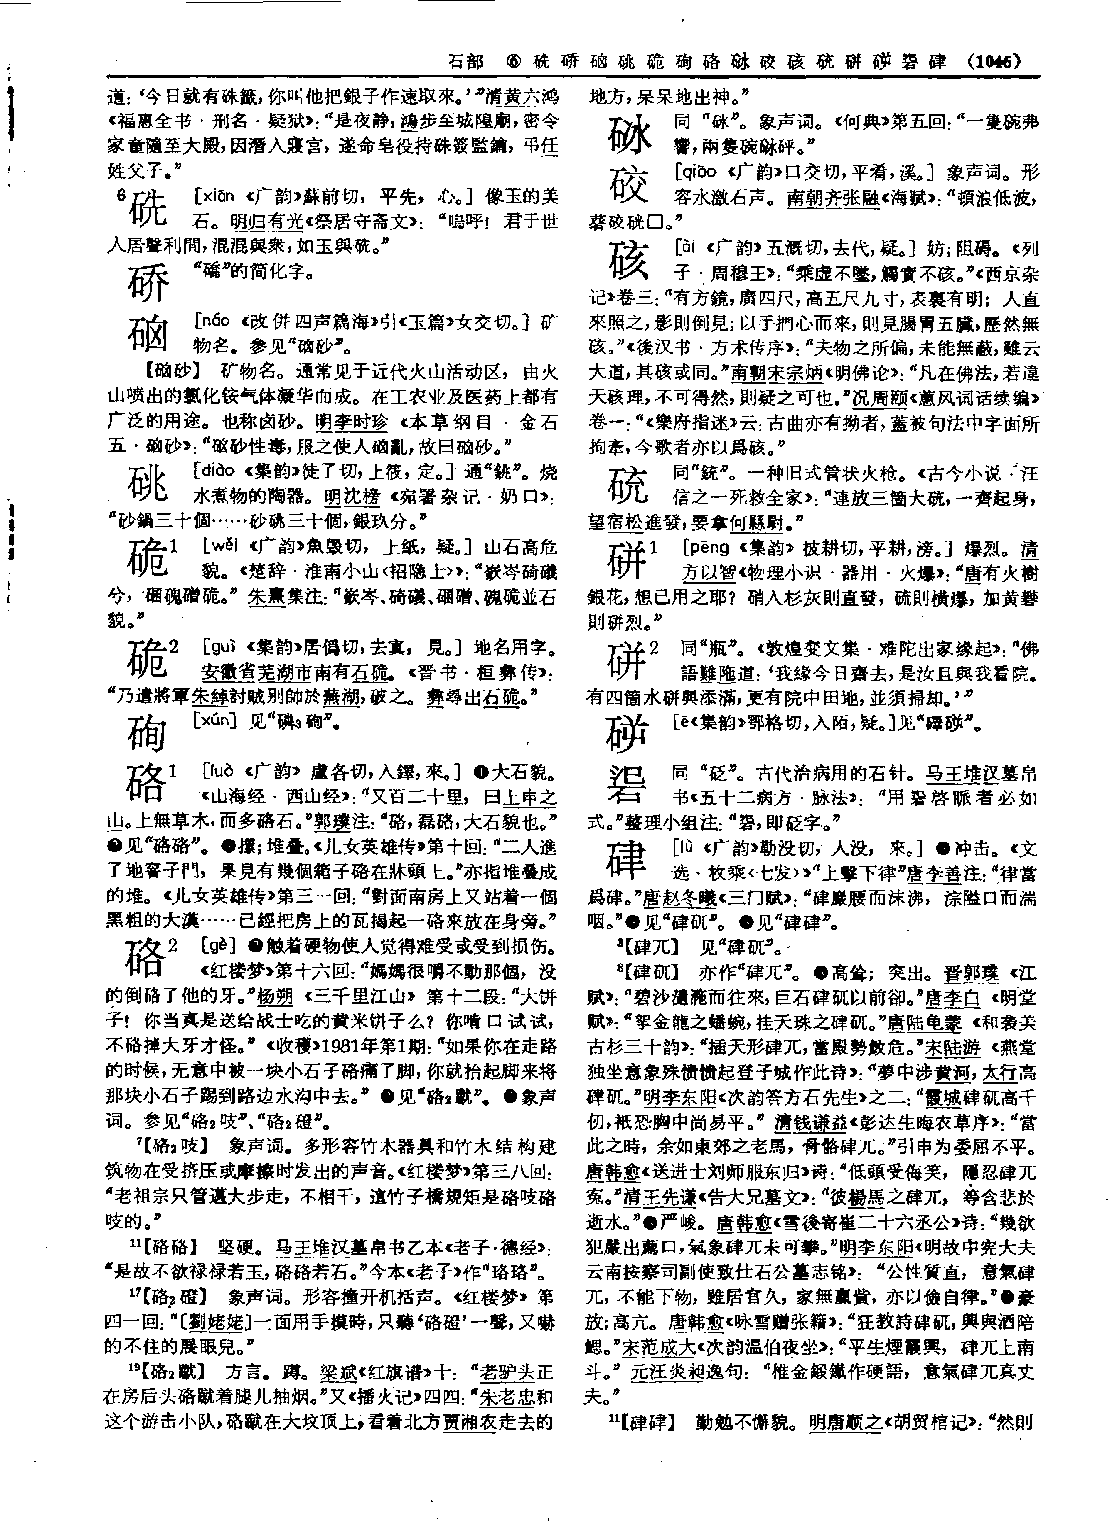 石部 ⑥ 硄 硚 硇 硊 硊 硣 硌 硑 硞 硋 硫 硑 硸 砦 硉 (1046)
道：‘今日就有硃籤，你叫他把銀子作速取來。’”清黄六鸿
《福惠全书·刑名·疑狱》：“是夜静，鴻步至城隍廟，密令
家童隨至大殿，因潛入寢宫，遂命皂役持硃簽監鎖，弔任
姓父子。”
6 硄 [xiān 《广韵》蘇前切，平先，心。] 像玉的美
石。明归有光《祭居守斋文》：“嗚呼！君于世
人居聲利間，混混與衆，如玉與硄。”
硚 “礄”的简化字。
硇 [náo 《改併四声篇海》引《玉篇》女交切。] 矿
物名。参见“硇砂”。
【硇砂】 矿物名。通常见于近代火山活动区，由火
山喷出的氯化铵气体凝华而成。在工农业及医药上都有
广泛的用途。也称卤砂。明李时珍《本草纲目·金石
五·硇砂》：“硇砂性毒，服之使人硇亂，故曰硇砂。”
[diào 《集韵》徒了切，上筱，定。] 通“銚”。烧
水煮物的陶器。明沈榜《宛署杂记·奶口》：
“砂鍋三十個……砂硊三十個，銀玖分。”
硊1 [wěi 《广韵》魚毁切，上紙，疑。] 山石高危
貌。《楚辞·淮南小山〈招隐士〉》：“嶔岑碕礒
兮，硱磈磳硊。”朱熹集注：“嶔岑、碕礒、硱磳、磈硊並石
貌。”
硊2 [guì 《集韵》居僞切，去寘，見。] 地名用字。
安徽省芜湖市南有石硊。《晋书·桓彝传》：
“乃遣將軍朱綽討賊别帥於蕪湖，破之。彝尋出石硊。”
[xún] 见“磷3硣”。
硌1 [luò 《广韵》盧各切，入鐸，來。] ❶大石貌。
《山海经·西山经》：“又百二十里，曰上申之
山。上無草木，而多硌石。”郭璞注：“硌，磊硌，大石貌也。”
❷见“硌硌”。❸摞；堆叠。《儿女英雄传》第十回：“二人進
了地窨子門，果見有幾個箱子硌在牀頭上。”亦指堆叠成
的堆。《儿女英雄传》第三一回：“對面南房上又站着一個
黑粗的大漢……已經把房上的瓦揭起一硌來放在身旁。”
硌2 [gè] ❶触着硬物使人觉得难受或受到损伤。
《红楼梦》第十六回：“媽媽很嚼不動那個，没
的倒硌了他的牙。”杨朔《三千里江山》第十二段：“大饼
子！你当真是送给战士吃的黄米饼子么？你啃口试试，
不硌掉大牙才怪。”《收穫》1981年第1期：“如果你在走路
的时候，无意中被一块小石子硌痛了脚，你就抬起脚来将
那块小石子踢到路边水沟中去。”❷见“硌2蹴”。❸象声
词。参见“硌2吱”、“硌2磴”。
7【硌2吱】 象声词。多形容竹木器具和竹木结构建
筑物在受挤压或摩擦时发出的声音。《红楼梦》第三八回：
“老祖宗只管邁大步走，不相干，這竹子橋規矩是硌吱硌
吱的。”
11【硌硌】 坚硬。马王堆汉墓帛书乙本《老子·德经》：
“是故不欲禄禄若玉，硌硌若石。”今本《老子》作“珞珞”。
17【硌2磴】 象声词。形容撞开机括声。《红楼梦》第
四一回：“[劉姥姥]一面用手摸時，只聽‘硌磴’一聲，又嚇
的不住的展眼兒。”
19【硌2蹴】 方言。蹲。梁斌《红旗谱》十：“老驴头正
在房后头硌蹴着腿儿抽烟。”又《播火记》四四：“朱老忠和
这个游击小队，硌蹴在大坟顶上，看着北方贾湘农走去的
地方，呆呆地出神。”
同“砯”。象声词。《何典》第五回：“一隻碗弗
響，兩隻碗砯砰。”
[qiāo 《广韵》口交切，平肴，溪。] 象声词。形
容水激石声。南朝齐张融《海賦》：“頓浪低波，
硋 [ài 《广韵》五溉切，去代，疑。] 妨；阻碍。《列
子·周穆王》：“乘虚不墜，觸實不硋。”《西京杂
记》卷三：“有方鏡，廣四尺，高五尺九寸，表裏有明；人直
來照之，影則倒見；以手捫心而來，則見腸胃五臟，歷然無
硋。”《後汉书·方术传序》：“夫物之所偏，未能無蔽，雖云
大道，其硋或同。”南朝宋宗炳《明佛论》：“凡在佛法，若違
天硋理，不可得然，則疑之可也。”况周颐《蕙风词话续编》
卷一：“《樂府指迷》云：古曲亦有拗者，蓋被句法中字面所
拘牽，今歌者亦以爲硋。”
硫 同“銃”。一种旧式管状火枪。《古今小说·汪
信之一死救全家》：“連放三箇大硫，一齊起身，
望宿松進發，要拿何縣尉。”
硑1 [pēng 《集韵》披耕切，平耕，滂。] 爆烈。清
方以智《物理小识·器用·火爆》：“唐有火樹
銀花，想已用之耶？硝入杉灰則直發，硫則横爆，加黄礬
則硑烈。”
硑2 同“瓶”。《敦煌变文集·难陀出家缘起》：“佛
語難陁道：‘我緣今日齋去，是汝且與我看院。
有四箇水硑與添滿，更有院中田地，並須掃却。’”
[è《集韵》鄂格切，入陌，疑。]
同“砭”。古代治病用的石针。马王堆汉墓帛
书《五十二病方·脉法》：“用碧啓脈者必如
硉 [lù 《广韵》勒没切，入没，來。] ❶冲击。《文
选·枚乘〈七发〉》“上擊下律”唐李善注：“律當
爲硉。”唐赵冬曦《三门赋》：“硉巖腰而沫沸，淙隘口而湍
咽。”❷见“硉矹”。❸见“硉硉”。
3【硉兀】 见“硉矹”。
8【硉矹】 亦作“硉兀”。❶高耸；突出。晋郭璞《江
賦》：“碧沙瀢㳠而往來，巨石硉矹以前卻。”唐李白《明堂
赋》：“挐金龍之蟠蜿，挂天珠之硉矹。”唐陆龟蒙《和袭美
古杉三十韵》：“插天形硉兀，當殿勢欹危。”宋陆游《燕堂
独坐意象殊愦愦起登子城作此诗》：“夢中涉黄河，太行高
硉矹。”明李东阳《次韵答方石先生》之二：“霞城硉矹高千
仞，衹恐胸中尚易平。”清钱谦益《彭达生晦农草序》：“當
此之時，余如東郊之老馬，骨骼硉兀。”引申为委屈不平。
唐韩愈《送进士刘师服东归》诗：“低頭受侮笑，隱忍硉兀
冤。”清王先谦《告大兄墓文》：“彼楊馬之硉兀，等含悲於
逝水。”❷严峻。唐韩愈《雪後寄崔二十六丞公》诗：“幾欲
犯嚴出薦口，氣象硉兀未可攀。”明李东阳《明故中宪大夫
云南按察司副使致仕石公墓志铭》：“公性質直，意氣硉
兀，不能下物，雖居官久，家無贏貲，亦以儉自律。”❸豪
放；高亢。唐韩愈《咏雪赠张籍》：“狂教詩硉矹，興與酒陪
鰓。”宋范成大《次韵温伯夜坐》：“平生煙霞興，硉兀上南
斗。”元汪炎昶逸句：“惟金鍛鐵作硬語，意氣硉兀真丈
夫。”
11【硉硉】 勤勉不懈貌。明唐顺之《胡贸棺记》：“然則